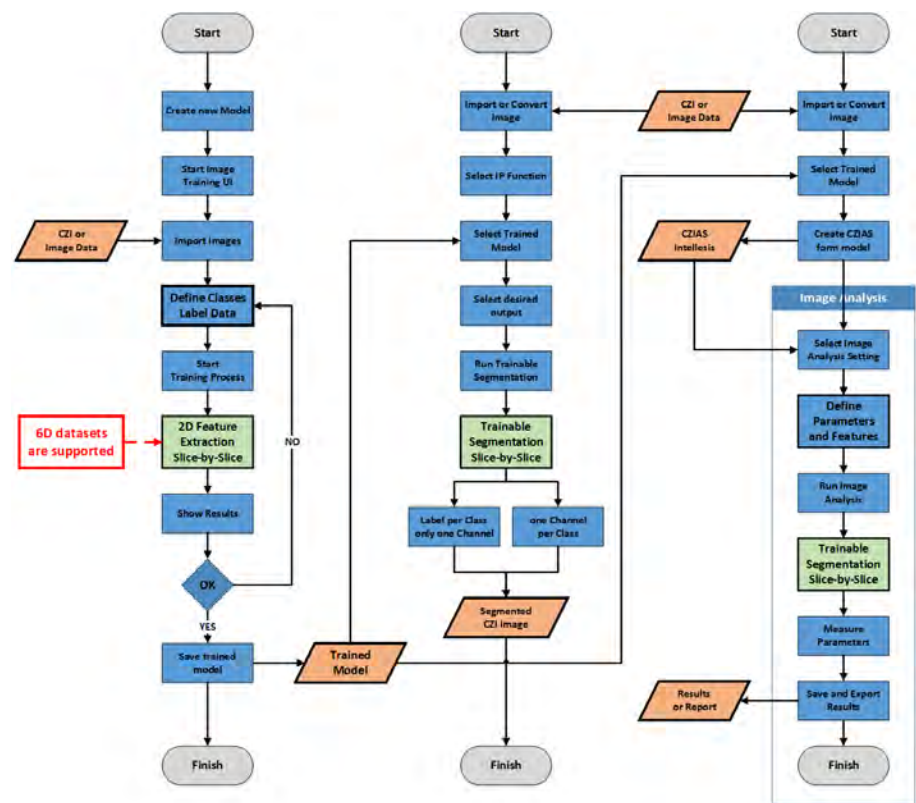 Start
Create new Model
Start Image
Training UI
CZI or
Image Data
Import Images
Define Classes
Label Data
Start
Training Process
6D datasets
are supported
2D Feature
Extraction
Slice-by-Slice
NO
Show Results
OK
YES
Save trained
model
Trained
Model
Finish
Start
Import or Convert
Image
CZI or
Image Data
Select IP Function
Select Trained
Model
Select desired
output
Run Trainable
Segmentation
Trainable
Segmentation
Slice-by-Slice
Label per Class
only one Channel
one Channel
per Class
Segmented
CZI Image
Finish
Start
Import or Convert
Image
Select Trained
Model
CZIAS
Intellesis
Create CZIAS
form model
Image Analysis
Select Image
Analysis Setting
Define
Parameters
and Features
Run Image
Analysis
Trainable
Segmentation
Slice-by-Slice
Measure
Parameters
Results
or Report
Save and Export
Results
Finish